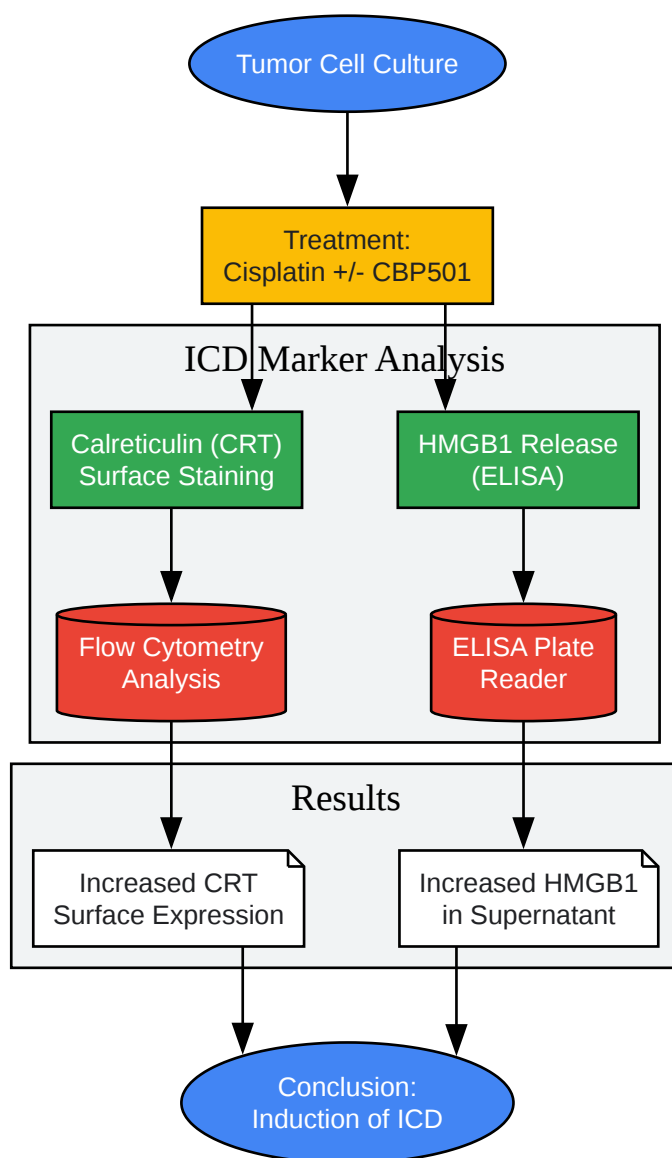 Tumor Cell Culture
Treatment:
Cisplatin +/- CBP501
ICD Marker Analysis
Calreticulin (CRT)
Surface Staining
HMGB1 Release
(ELISA)
Flow Cytometry
Analysis
ELISA Plate
Reader
Results
Increased CRT
Surface Expression
Increased HMGB1
in Supernatant
Conclusion:
Induction of ICD